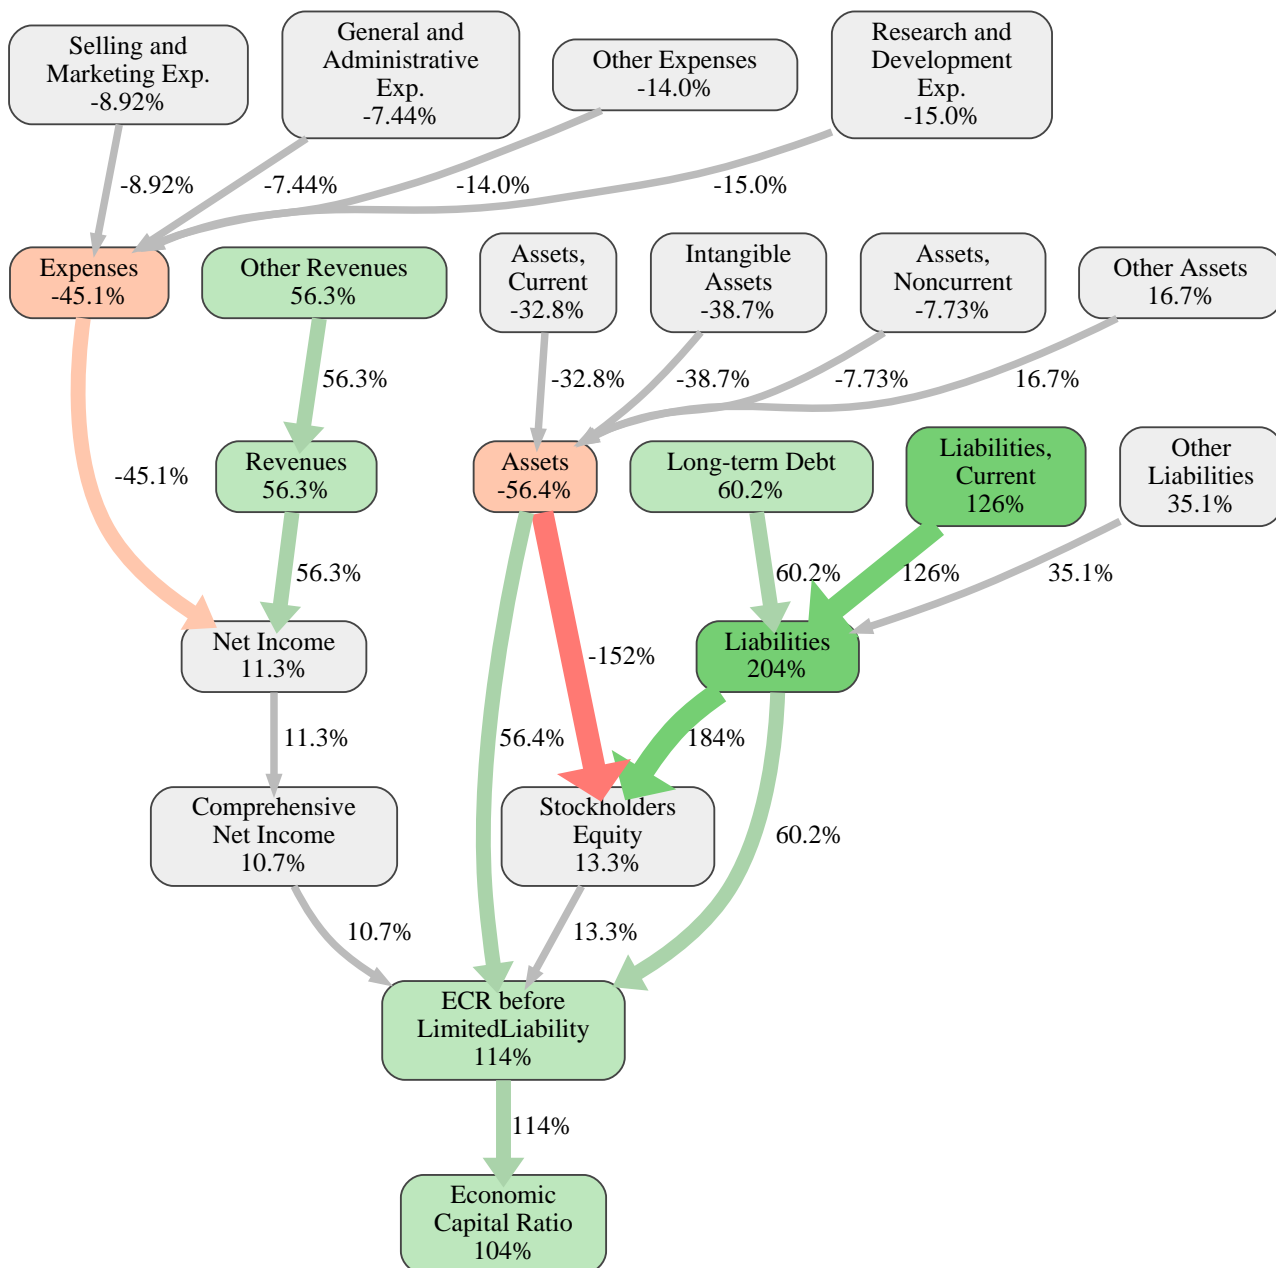 Selling and
Marketing Exp.
-8.92%
General and
Administrative
Exp.
-7.44%
Other Expenses
-14.0%
Research and
Development
Exp.
-15.0%
-8.92%
-7.44%
-14.0%
-15.0%
Expenses
-45.1%
Other Revenues
56.3%
Assets,
Current
-32.8%
Intangible
Assets
-38.7%
Assets,
Noncurrent
-7.73%
Other Assets
16.7%
56.3%
-32.8%
-38.7%
-7.73%
16.7%
-45.1%
Revenues
56.3%
Assets
-56.4%
Long-term Debt
60.2%
Liabilities,
Current
126%
Other
Liabilities
35.1%
56.3%
60.2%
126%
35.1%
Net Income
11.3%
-152%
Liabilities
204%
11.3%
56.4%
184%
Comprehensive
Net Income
10.7%
Stockholders
Equity
13.3%
60.2%
10.7%
13.3%
ECR before
LimitedLiability
114%
114%
Economic
Capital Ratio
104%